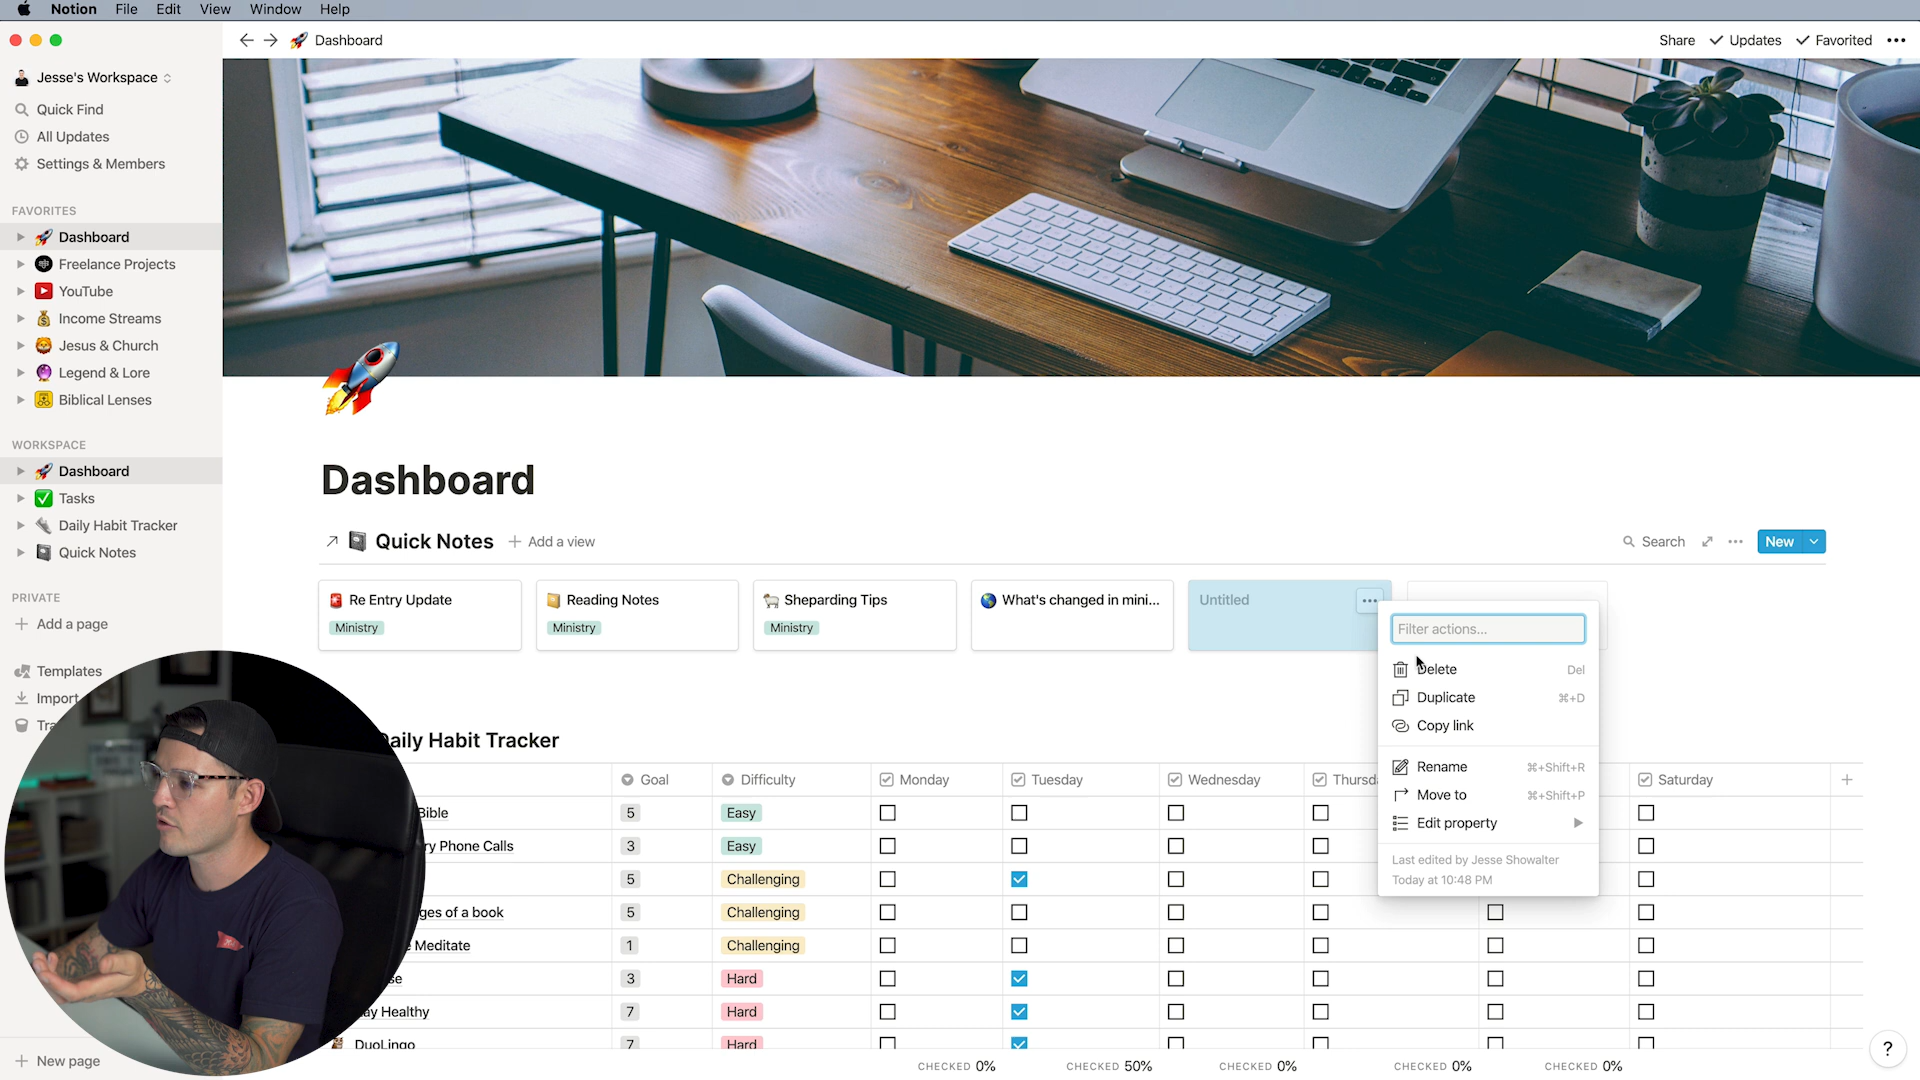 Notion File Edit View Window Help
Dashboard
Share Updates Favorited
Jesse's Workspace
Quick Find
All Updates
Settings & Members
FAVORITES
Dashboard
Freelance Projects
YouTube
Income Streams
Jesus & Church
Legend & Lore
Biblical Lenses
WORKSPACE
Dashboard
Tasks
Daily Habit Tracker
Quick Notes
PRIVATE
Add a page
Templates
Import
New page
Dashboard
Quick Notes Add a view
Search New
Re Entry Update
Ministry
Reading Notes
Ministry
Sheparding Tips
Ministry
What's changed in mini...
Untitled
Filter actions...
Delete Del
Duplicate ⌘+D
Copy link
Rename ⌘+Shift+R
Move to ⌘+Shift+P
Edit property
Last edited by Jesse Showalter
Today at 10:48 PM
Daily Habit Tracker
Goal Difficulty Monday Tuesday Wednesday Thursd Saturday
Bible 5 Easy
ry Phone Calls 3 Easy
5 Challenging
ges of a book 5 Challenging
Meditate 1 Challenging
se 3 Hard
ay Healthy 7 Hard
DuoLingo 7 Hard
CHECKED 0% CHECKED 50% CHECKED 0% CHECKED 0% CHECKED 0%
?